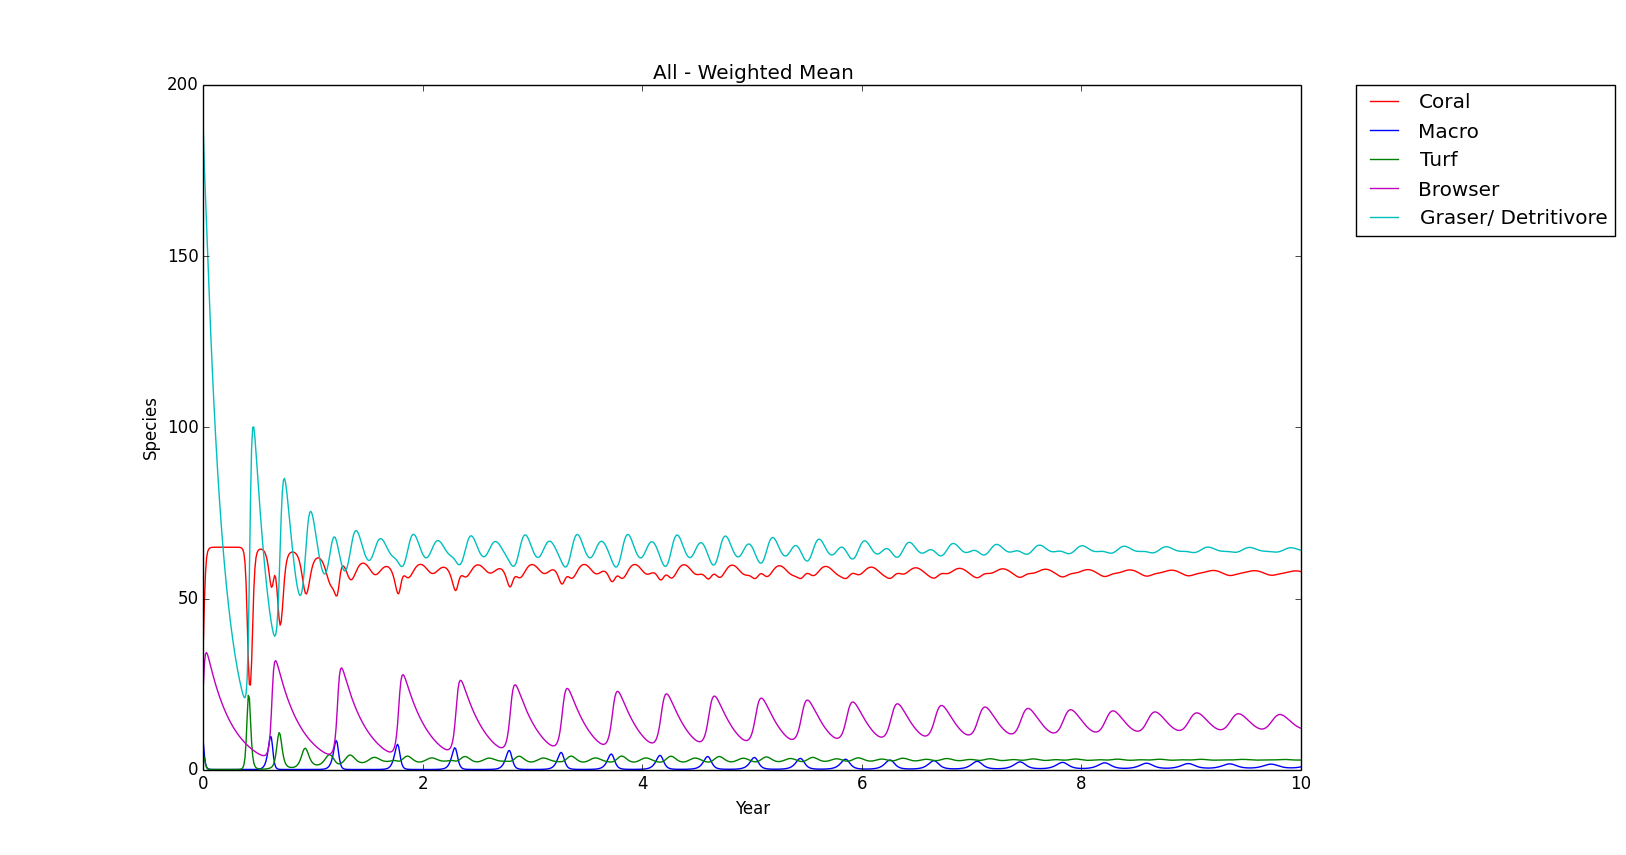 All - Weighted Mean
200
150
100
50
0
Species
0 2 4 6 8 10
Year
Coral
Macro
Turf
Browser
Graser/ Detritivore